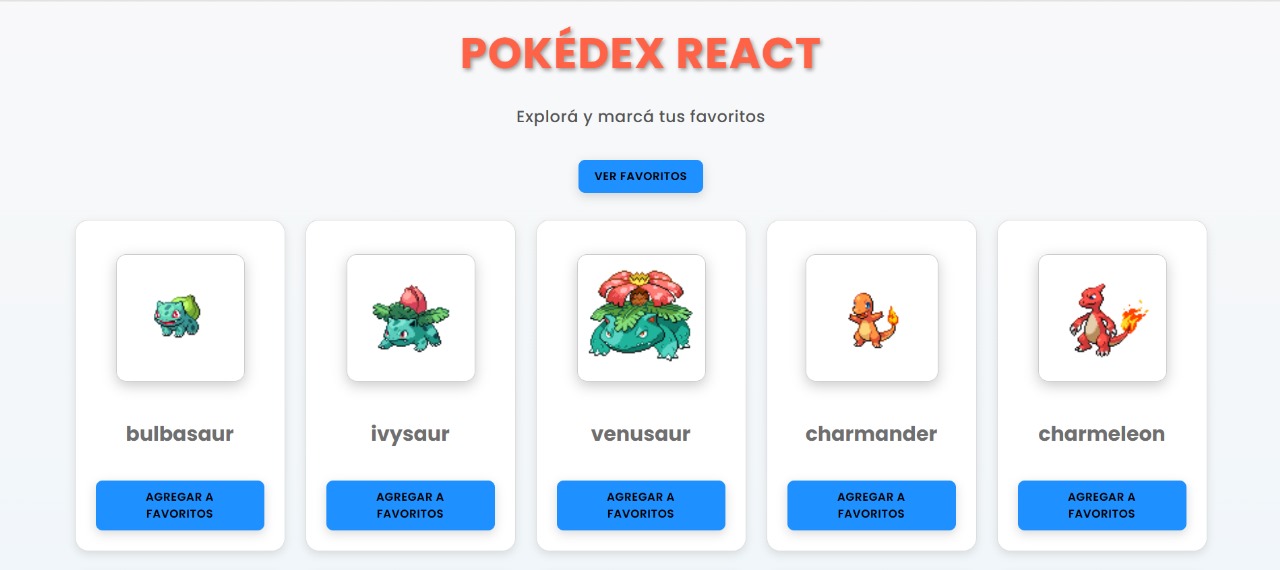 POKÉDEX REACT
Explorá y marcá tus favoritos
VER FAVORITOS
bulbasaur
ivysaur
venusaur
charmander
charmeleon
AGREGAR A
FAVORITOS
AGREGAR A
FAVORITOS
AGREGAR A
FAVORITOS
AGREGAR A
FAVORITOS
AGREGAR A
FAVORITOS